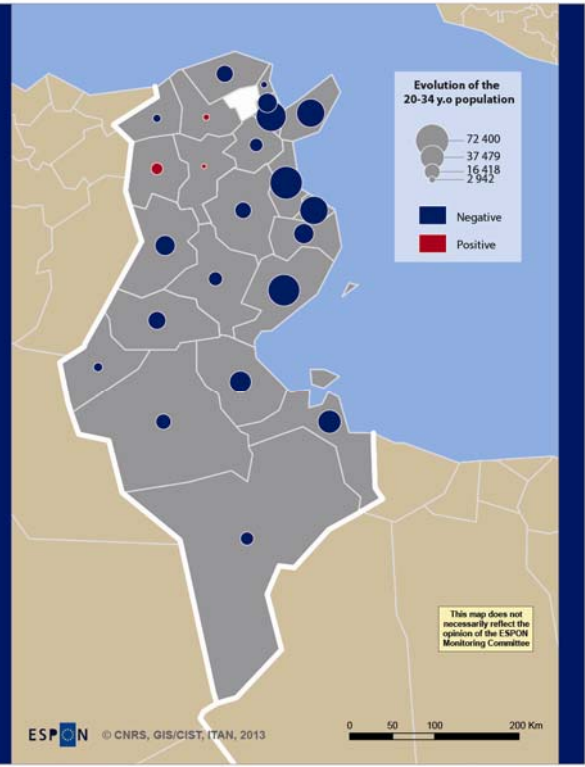 Evolution of the
20-34 y.o population
72 400
37 479
16 418
2 942
Negative
Positive
This map does not
necessarily reflect the
opinion of the ESPON
Monitoring Committee
ESPON © CNRS, GIS/CIST, ITAN, 2013
0 50 100 200 Km